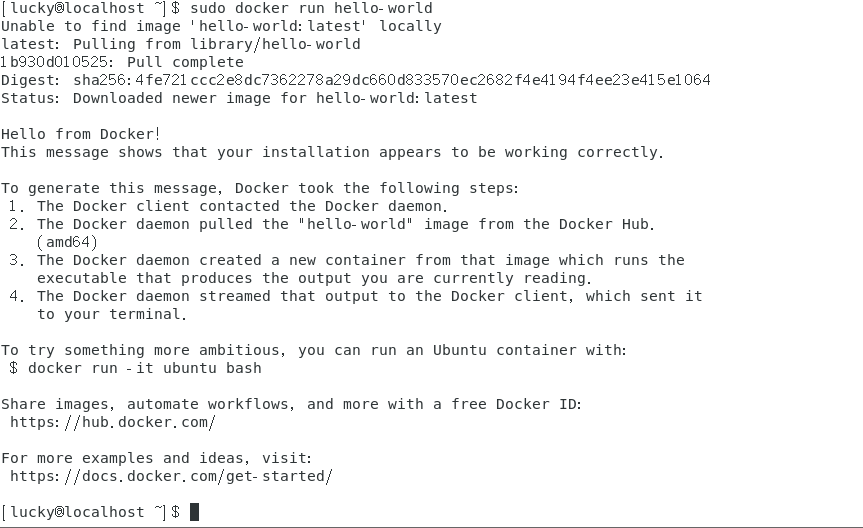 [lucky@localhost ~]$ sudo docker run hello-world
Unable to find image 'hello-world:latest' locally
latest: Pulling from library/hello-world
1b930d010525: Pull complete
Digest: sha256:4fe721ccc2e8dc7362278a29dc660d833570ec2682f4e4194f4ee23e415e1064
Status: Downloaded newer image for hello-world:latest

Hello from Docker!
This message shows that your installation appears to be working correctly.

To generate this message, Docker took the following steps:
 1. The Docker client contacted the Docker daemon.
 2. The Docker daemon pulled the "hello-world" image from the Docker Hub.
    (amd64)
 3. The Docker daemon created a new container from that image which runs the
    executable that produces the output you are currently reading.
 4. The Docker daemon streamed that output to the Docker client, which sent it
    to your terminal.

To try something more ambitious, you can run an Ubuntu container with:
 $ docker run -it ubuntu bash

Share images, automate workflows, and more with a free Docker ID:
 https://hub.docker.com/

For more examples and ideas, visit:
 https://docs.docker.com/get-started/

[lucky@localhost ~]$